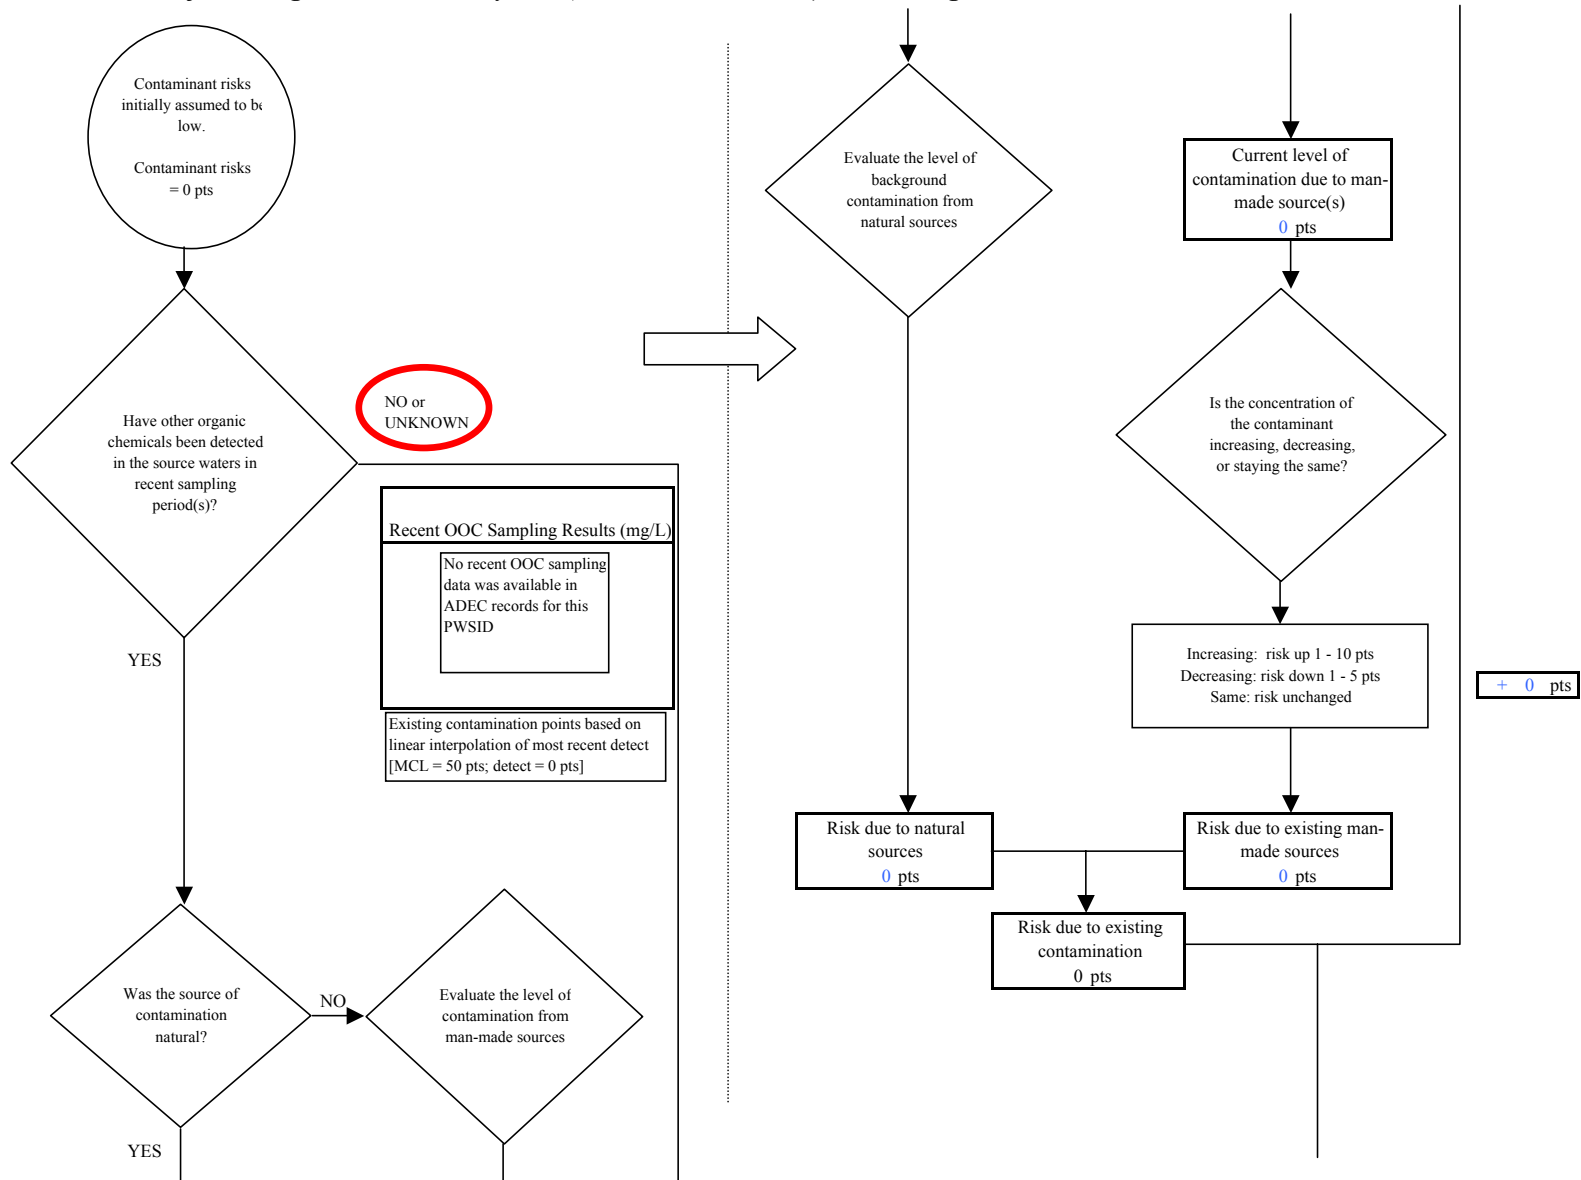 Contaminant risks
initially assumed to be
low.
Contaminant risks
= 0 pts
Have other organic
chemicals been detected
in the source waters in
recent sampling
period(s)?
NO or
UNKNOWN
Recent OOC Sampling Results (mg/L)
No recent OOC sampling
data was available in
ADEC records for this
PWSID
Existing contamination points based on
linear interpolation of most recent detect
[MCL = 50 pts; detect = 0 pts]
YES
Was the source of
contamination
natural?
NO
Evaluate the level of
contamination from
man-made sources
YES
Evaluate the level of
background
contamination from
natural sources
Current level of
contamination due to man-
made source(s)
0 pts
Is the concentration of
the contaminant
increasing, decreasing,
or staying the same?
Increasing: risk up 1 - 10 pts
Decreasing: risk down 1 - 5 pts
Same: risk unchanged
+ 0 pts
Risk due to natural
sources
0 pts
Risk due to existing man-
made sources
0 pts
Risk due to existing
contamination
0 pts